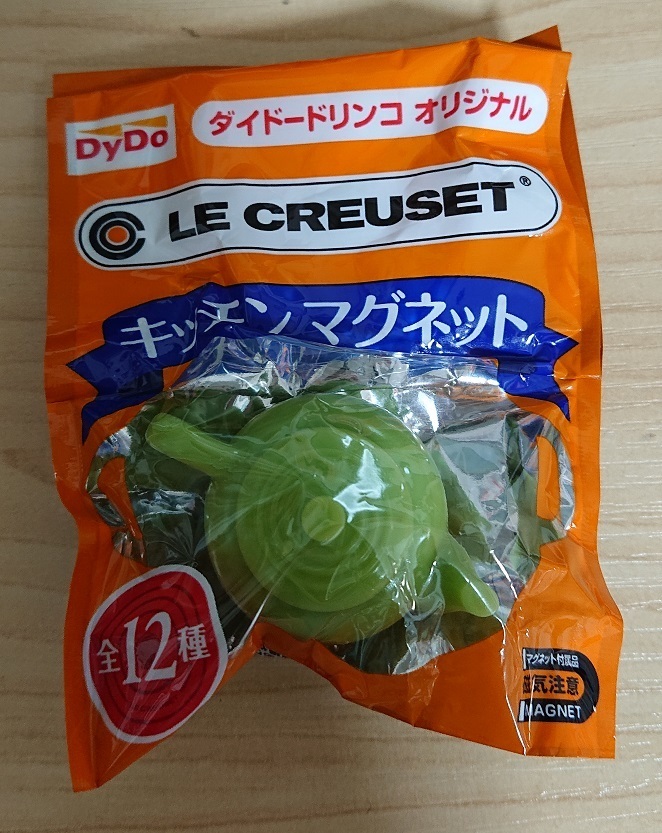 DyDo
ダイドードリンコ オリジナル
LE CREUSET®
キッチンマグネット
全12種
マグネット付属品
磁気注意
MAGNET